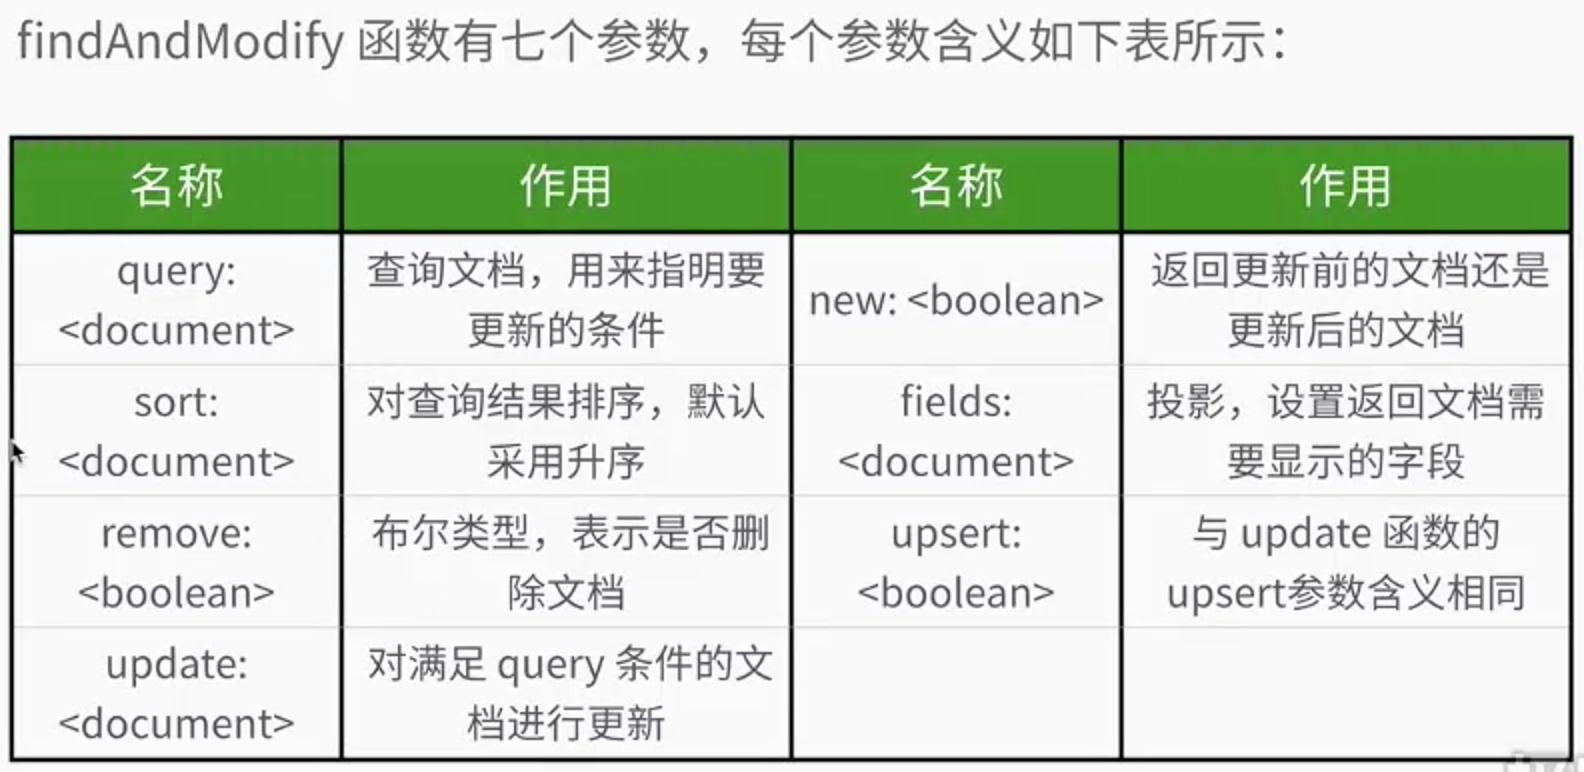 findAndModify 函数有七个参数，每个参数含义如下表所示：
名称
作用
名称
作用
query:
<document>
查询文档，用来指明要
更新的条件
new: <boolean>
返回更新前的文档还是
更新后的文档
sort:
<document>
对查询结果排序，默认
采用升序
fields:
<document>
投影，设置返回文档需
要显示的字段
remove:
<boolean>
布尔类型，表示是否删
除文档
upsert:
<boolean>
与 update 函数的
upsert参数含义相同
update:
<document>
对满足 query 条件的文
档进行更新